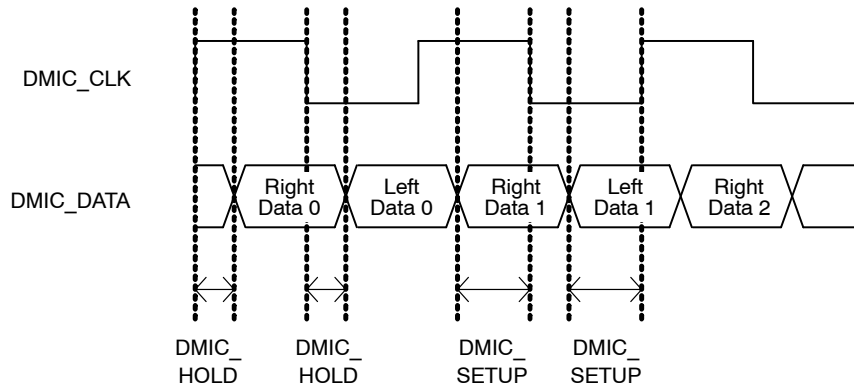 DMIC_CLK
DMIC_DATA
Right
Data 0
Left
Data 0
Right
Data 1
Left
Data 1
Right
Data 2
DMIC_
HOLD
DMIC_
HOLD
DMIC_
SETUP
DMIC_
SETUP